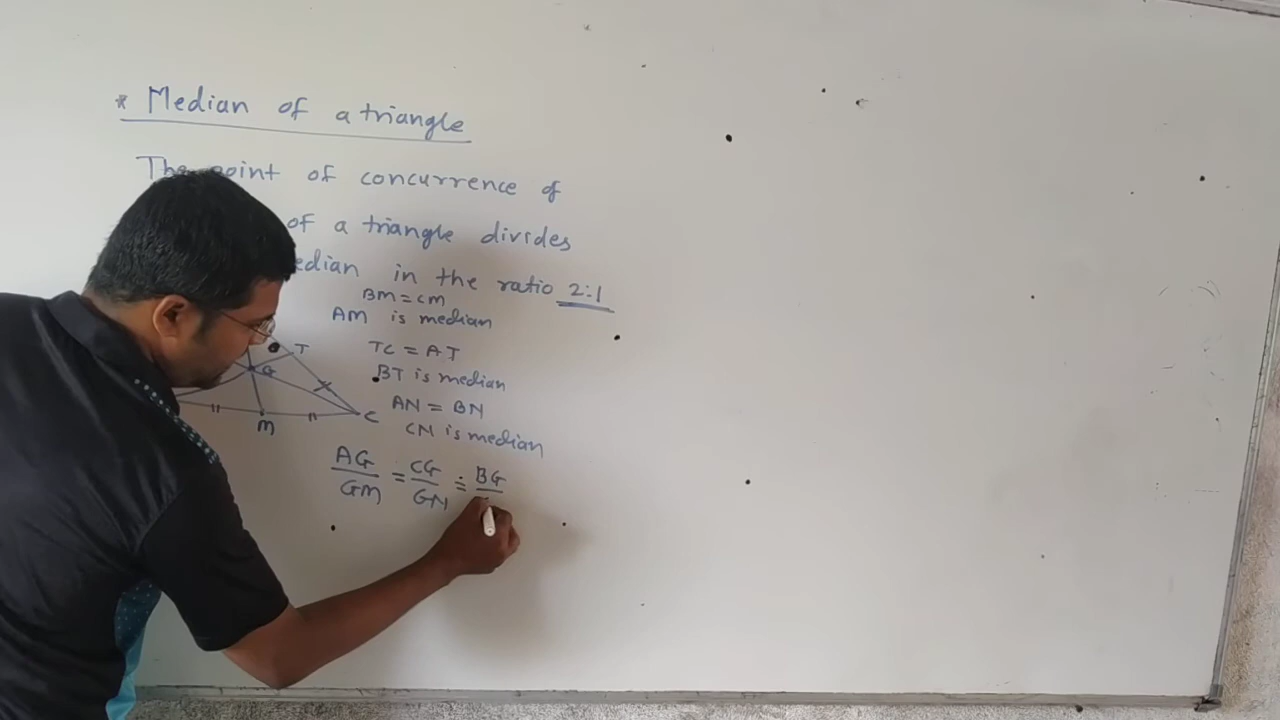 * Median of a triangle
The point of concurrence of
of a triangle divides
in the ratio 2:1
BM = CM
AM is median
TC = AT
BT is median
AN = BN
CN is median
T
G
C
M
AG/GM = CG/GN = BG